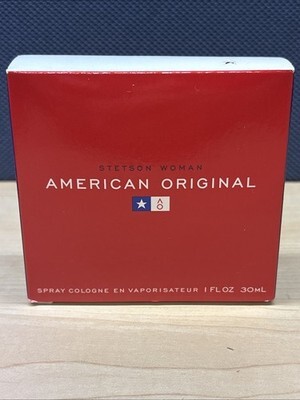 STETSON WOMAN
AMERICAN ORIGINAL
AO
SPRAY COLOGNE EN VAPORISATEUR 1 FL OZ 30ML